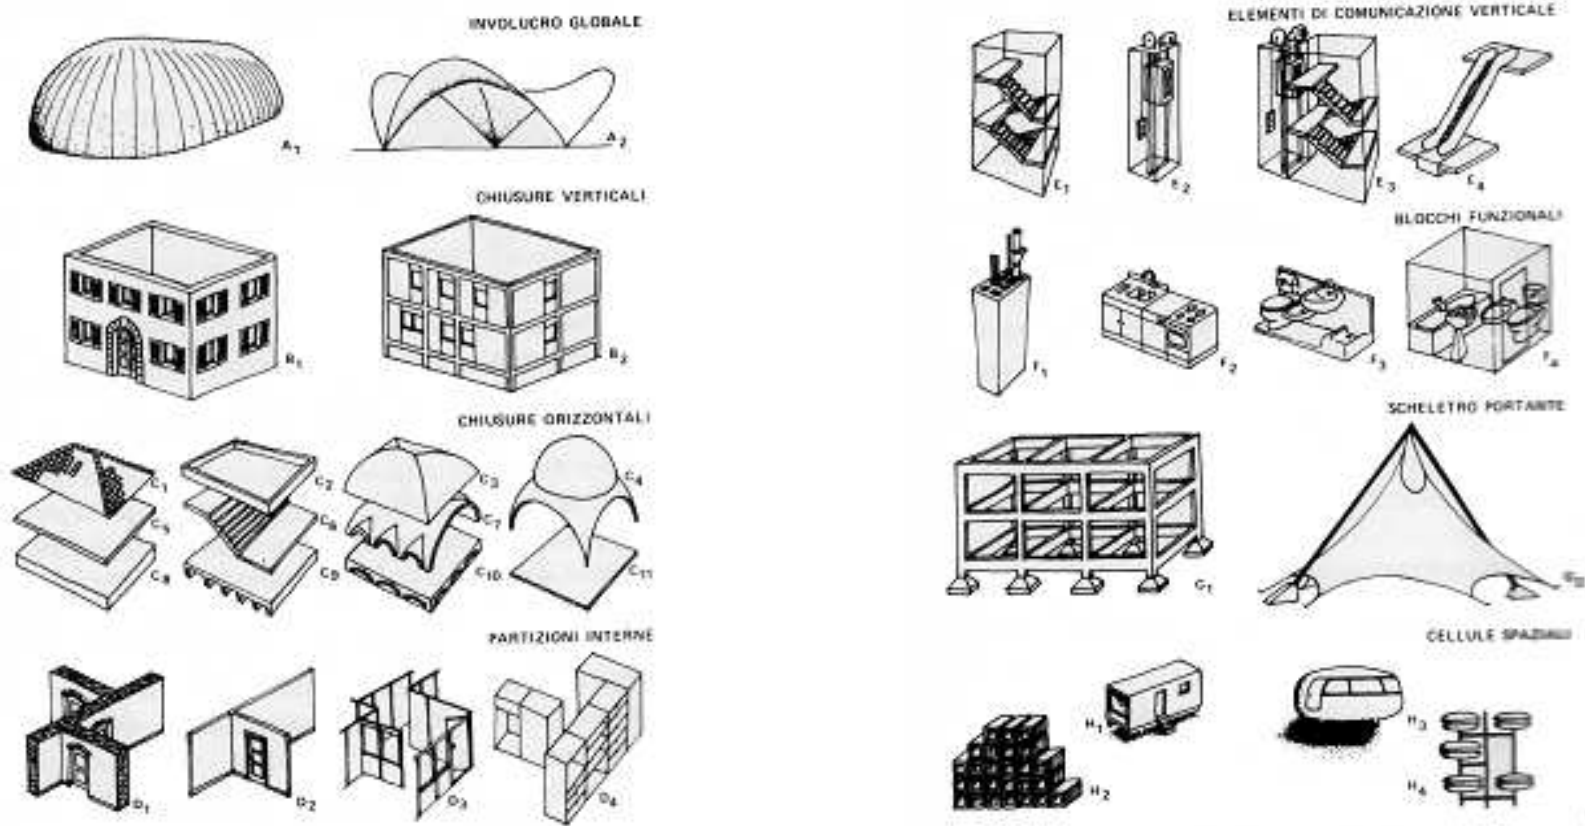 INVOLUCRO GLOBALE
A1
A2
CHIUSURE VERTICALI
B1
B2
CHIUSURE ORIZZONTALI
C1
C2
C3
C4
C5
C6
C7
C8
C9
C10
C11
PARTIZIONI INTERNE
D1
D2
D3
D4
ELEMENTI DI COMUNICAZIONE VERTICALE
E1
E2
E3
E4
BLOCCHI FUNZIONALI
F1
F2
F3
F4
SCHELETRO PORTANTE
G1
CELLULE SPAZIALI
H1
H2
H3
H4